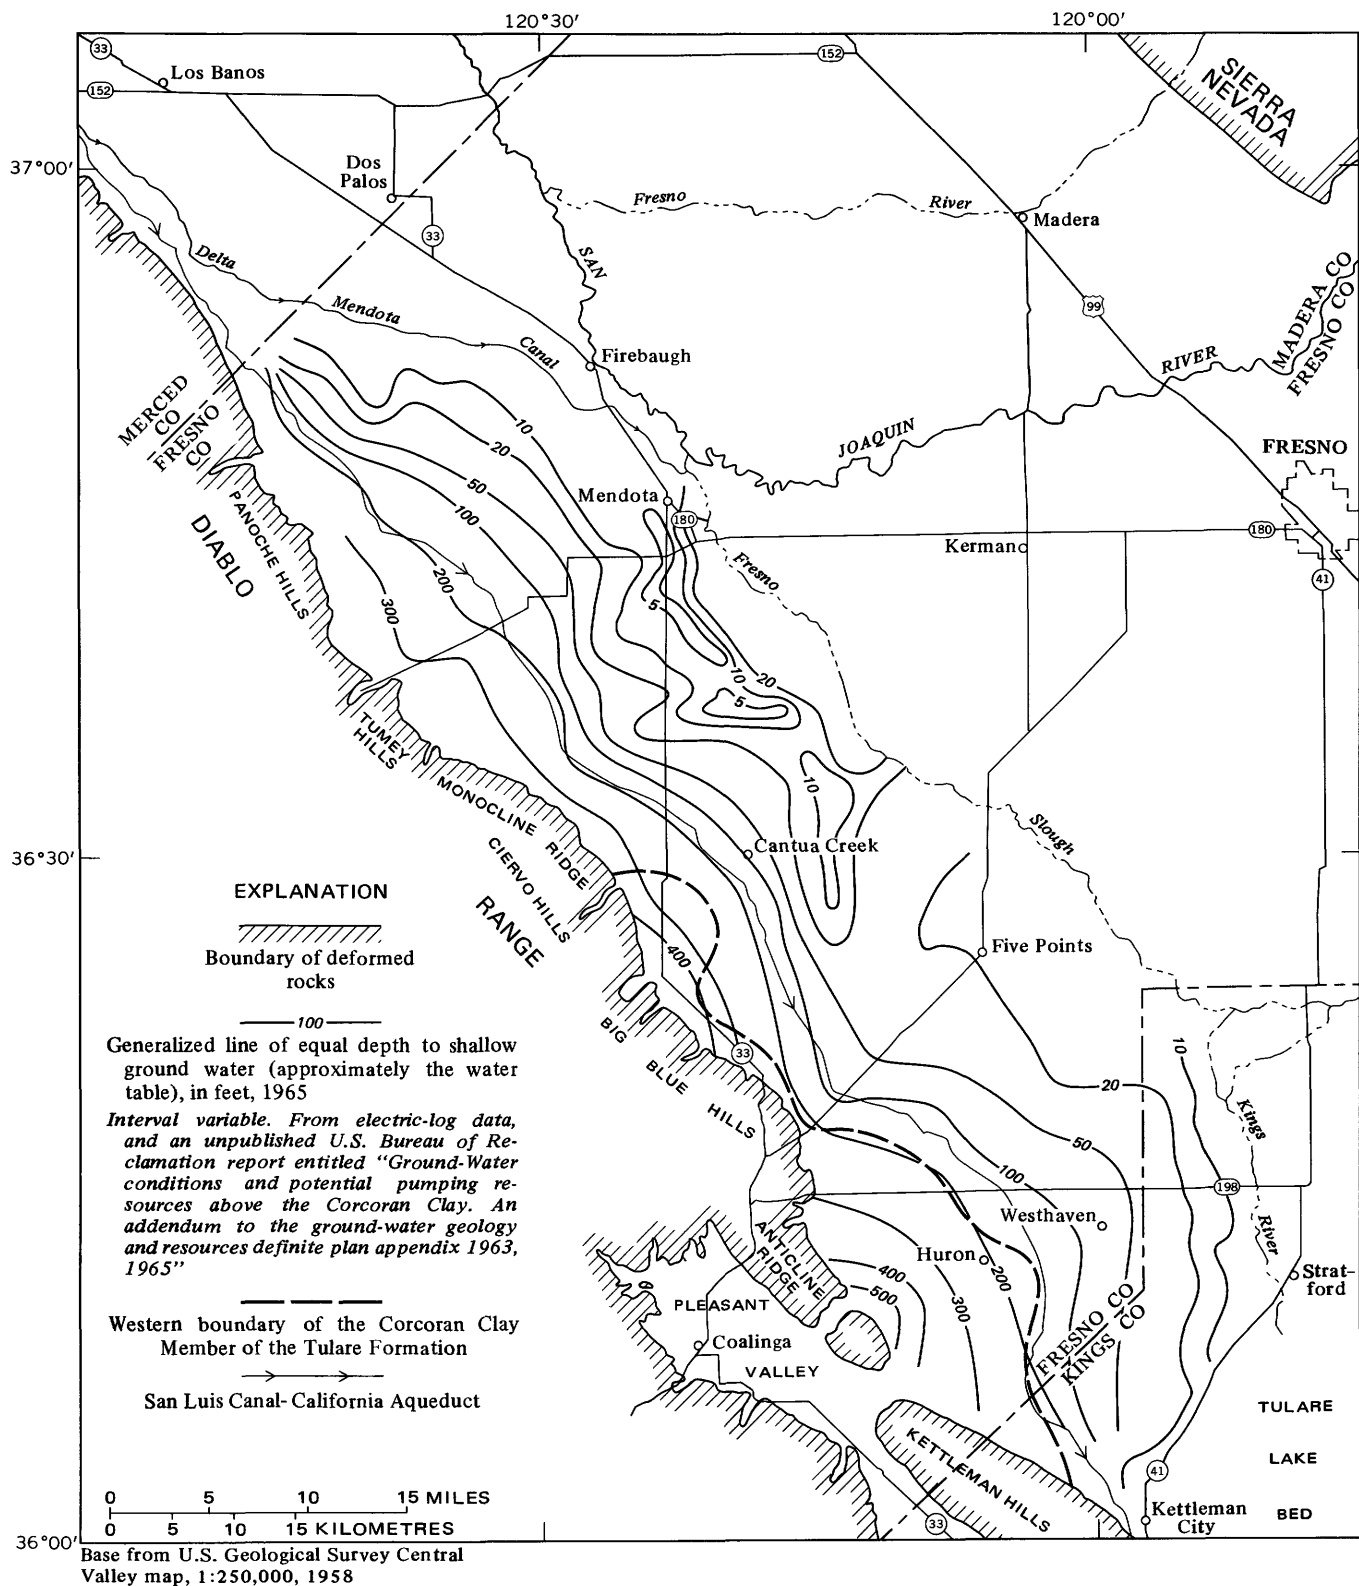 120°30'
120°00'
33
Los Banos
152
152
SIERRA
NEVADA
37°00'
Dos
Palos
Fresno
River
Madera
33
SAN
Delta
Mendota
Canal
Firebaugh
99
MADERA CO
FRESNO CO
RIVER
JOAQUIN
MERCED
CO
FRESNO
CO
10
20
50
100
FRESNO
Mendota
180
180
Kerman
41
PANOCHE HILLS
DIABLO
200
300
5
Fresno
10
20
5
TUMEY
HILLS
MONOCLINE RIDGE
10
Slough
CIERVO HILLS
RANGE
Cantua Creek
36°30'
EXPLANATION
Boundary of deformed
rocks
100
Generalized line of equal depth to shallow
ground water (approximately the water
table), in feet, 1965
Interval variable. From electric-log data,
and an unpublished U.S. Bureau of Re-
clamation report entitled “Ground-Water
conditions and potential pumping re-
sources above the Corcoran Clay. An
addendum to the ground-water geology
and resources definite plan appendix 1963,
1965”
Western boundary of the Corcoran Clay
Member of the Tulare Formation
San Luis Canal-California Aqueduct
400
Five Points
BIG BLUE HILLS
33
10
20
Kings
River
50
100
198
Westhaven
Huron
200
300
400
500
ANTICLINE
RIDGE
PLEASANT
VALLEY
Coalinga
Strat-
ford
FRESNO CO
KINGS CO
TULARE
LAKE
BED
KETTLEMAN HILLS
41
33
Kettleman
City
0 5 10 15 MILES
0 5 10 15 KILOMETRES
36°00'
Base from U.S. Geological Survey Central
Valley map, 1:250,000, 1958